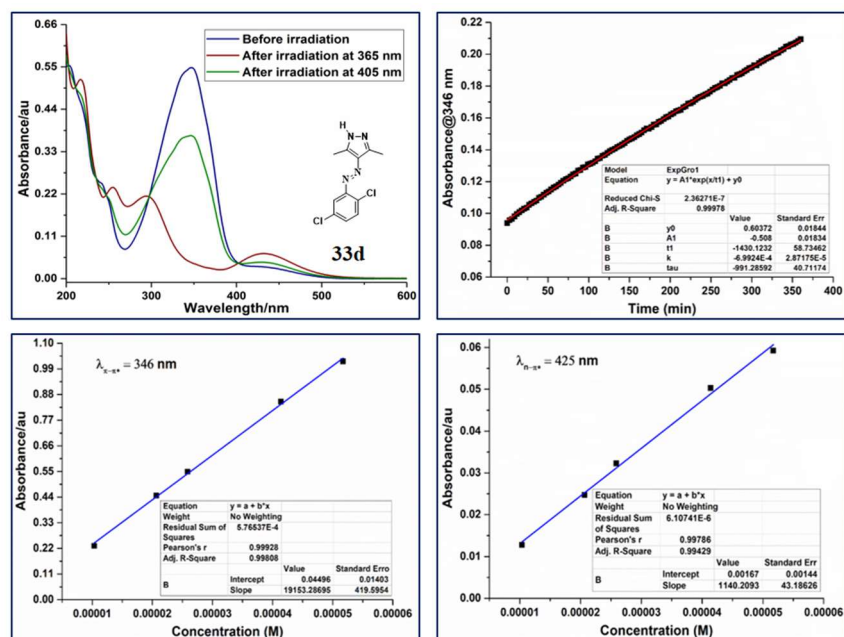 Absorbance/au
0.66
0.55
0.44
0.33
0.22
0.11
0.00
Before irradiation
After irradiation at 365 nm
After irradiation at 405 nm
H
N-N
N
N
Cl
Cl
33d
200 300 400 500 600
Wavelength/nm
Absorbance@346 nm
0.22
0.20
0.18
0.16
0.14
0.12
0.10
0.08
0.06
Model ExpGro1
Equation y = A1*exp(x/t1) + y0
Reduced Chi-S 2.36271E-7
Adj. R-Square 0.99978
Value Standard Err
B y0 0.60372 0.01844
B A1 -0.508 0.01834
B t1 -1430.1232 58.73462
B k -6.9924E-4 2.87175E-5
B tau -991.28592 40.71174
0 50 100 150 200 250 300 350 400
Time (min)
Absorbance/au
1.10
0.99
0.88
0.77
0.66
0.55
0.44
0.33
0.22
0.11
0.00
λπ-π* = 346 nm
Equation y = a + b*x
Weight No Weighting
Residual Sum of Squares 5.76537E-4
Pearson's r 0.99928
Adj. R-Square 0.99808
Value Standard Erro
B Intercept 0.04496 0.01403
Slope 19153.28695 419.5954
0.00000 0.00001 0.00002 0.00003 0.00004 0.00005 0.00006
Concentration (M)
Absorbance/au
0.06
0.05
0.04
0.03
0.02
0.01
0.00
λn-π* = 425 nm
Equation y = a + b*x
Weight No Weighting
Residual Sum of Squares 6.10741E-6
Pearson's r 0.99786
Adj. R-Square 0.99429
Value Standard Err
B Intercept 0.00167 0.00144
Slope 1140.2093 43.18626
0.00000 0.00001 0.00002 0.00003 0.00004 0.00005 0.00006
Concentration (M)